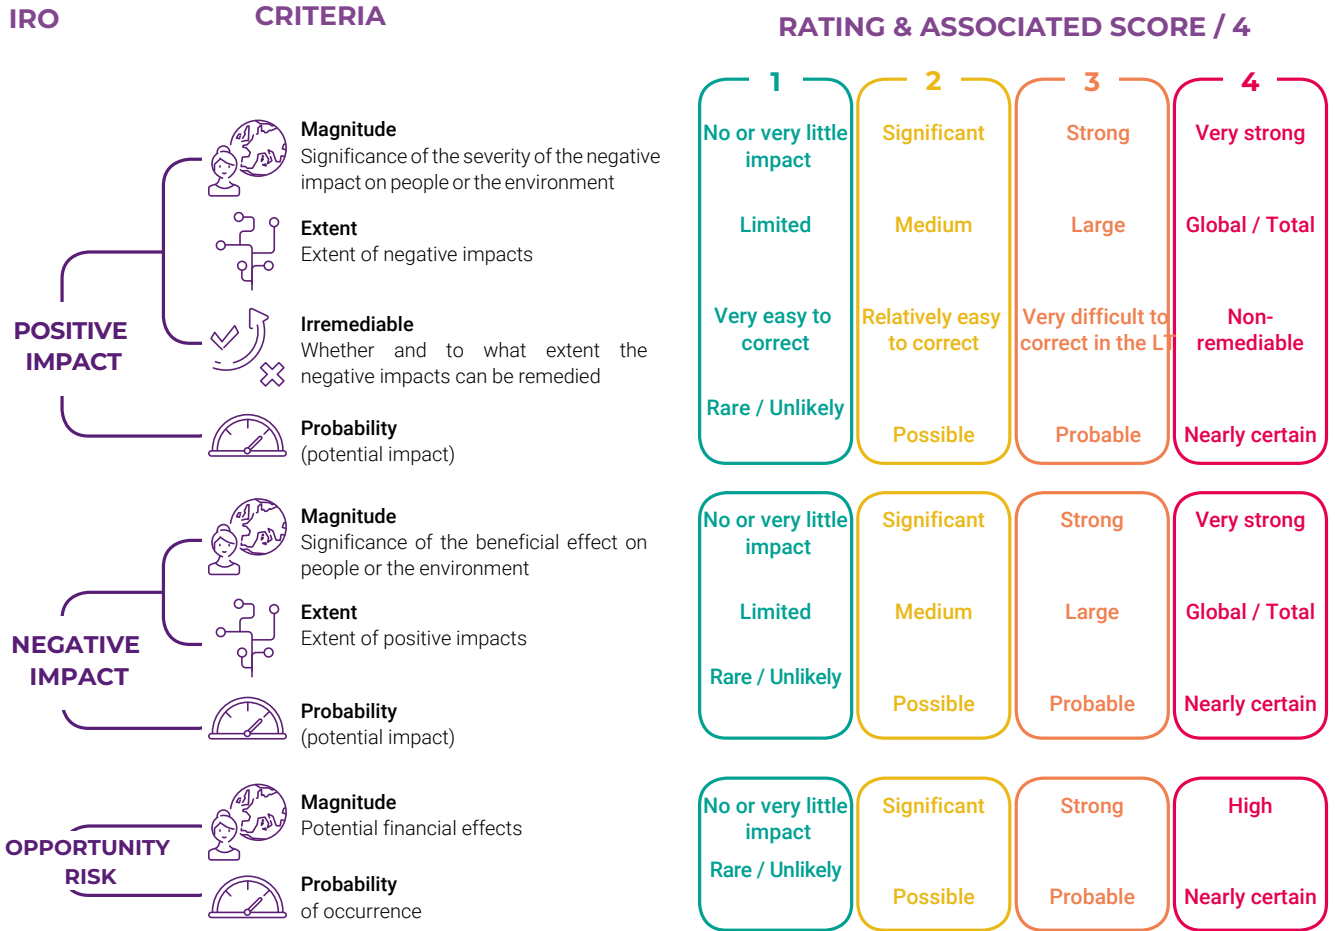 IRO
CRITERIA
RATING & ASSOCIATED SCORE / 4
1
2
3
4
POSITIVE
IMPACT
Magnitude
Significance of the severity of the negative
impact on people or the environment
No or very little
impact
Significant
Strong
Very strong
Extent
Extent of negative impacts
Limited
Medium
Large
Global / Total
Irremediable
Whether and to what extent the
negative impacts can be remedied
Very easy to
correct
Relatively easy
to correct
Very difficult to
correct in the LT
Non-
remediable
Probability
(potential impact)
Rare / Unlikely
Possible
Probable
Nearly certain
NEGATIVE
IMPACT
Magnitude
Significance of the beneficial effect on
people or the environment
No or very little
impact
Significant
Strong
Very strong
Extent
Extent of positive impacts
Limited
Medium
Large
Global / Total
Probability
(potential impact)
Rare / Unlikely
Possible
Probable
Nearly certain
OPPORTUNITY
RISK
Magnitude
Potential financial effects
No or very little
impact
Significant
Strong
High
Probability
of occurrence
Rare / Unlikely
Possible
Probable
Nearly certain